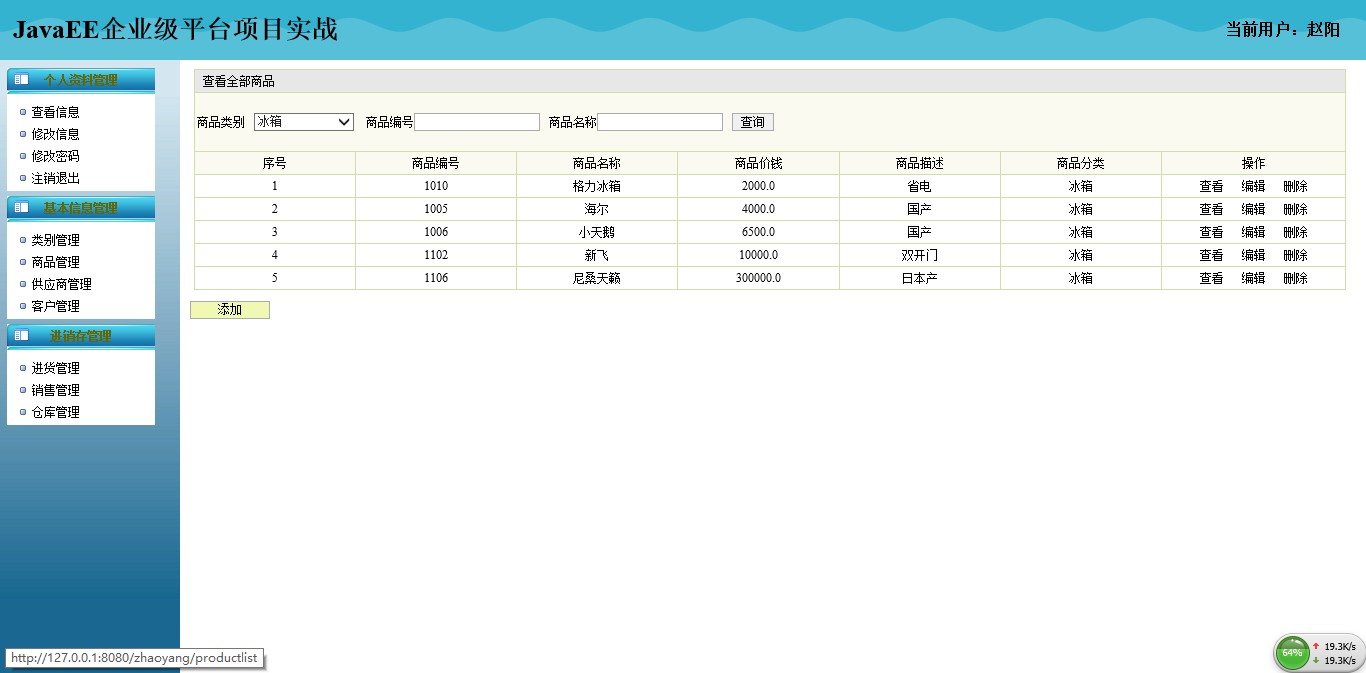 JavaEE企业级平台项目实战
当前用户：赵阳
个人资料管理
查看信息
修改信息
修改密码
注销退出
基本信息管理
类别管理
商品管理
供应商管理
客户管理
进销存管理
进货管理
销售管理
仓库管理
查看全部商品
商品类别 冰箱 商品编号 商品名称 查询
序号 商品编号 商品名称 商品价钱 商品描述 商品分类 操作
1 1010 格力冰箱 2000.0 省电 冰箱 查看 编辑 删除
2 1005 海尔 4000.0 国产 冰箱 查看 编辑 删除
3 1006 小天鹅 6500.0 国产 冰箱 查看 编辑 删除
4 1102 新飞 10000.0 双开门 冰箱 查看 编辑 删除
5 1106 尼桑天籁 300000.0 日本产 冰箱 查看 编辑 删除
添加
http://127.0.0.1:8080/zhaoyang/productlist
64% 19.3K/s
19.3K/s